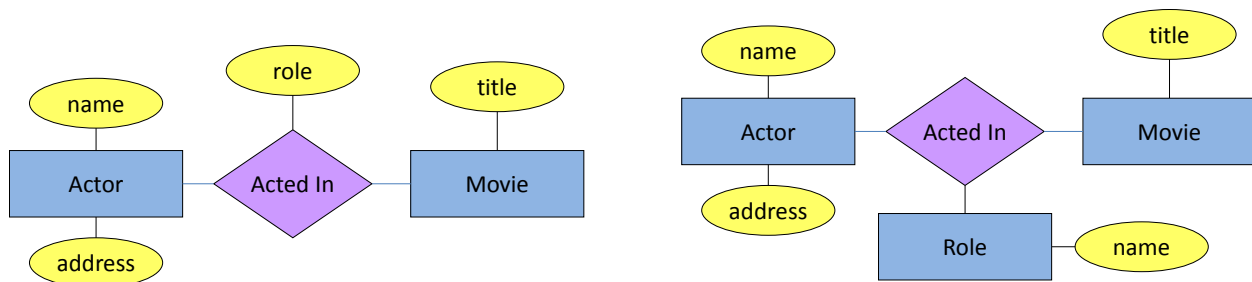 role
name
title
Actor
Acted In
Movie
address
name
title
Actor
Acted In
Movie
address
Role
name